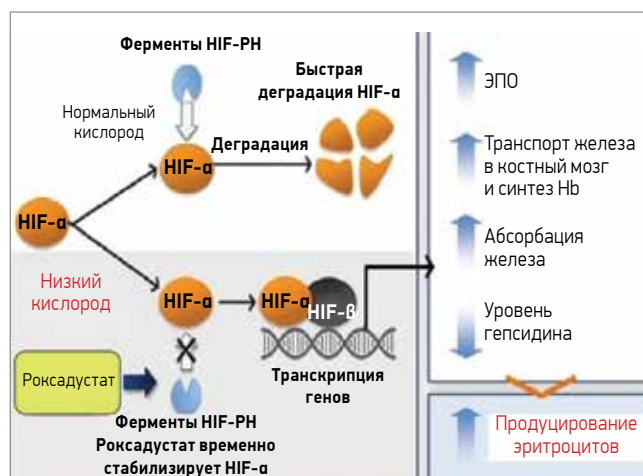 Ферменты HIF-PH
Нормальный
кислород
HIF-α
Деградация
Быстрая
деградация HIF-α
HIF-α
Низкий
кислород
HIF-α
HIF-α
HIF-β
Транскрипция
генов
Роксадустат
Ферменты HIF-PH
Роксадустат временно
стабилизирует HIF-α
ЭПО
Транспорт железа
в костный мозг
и синтез Hb
Абсорбация
железа
Уровень
гепсидина
Продуцирование
эритроцитов